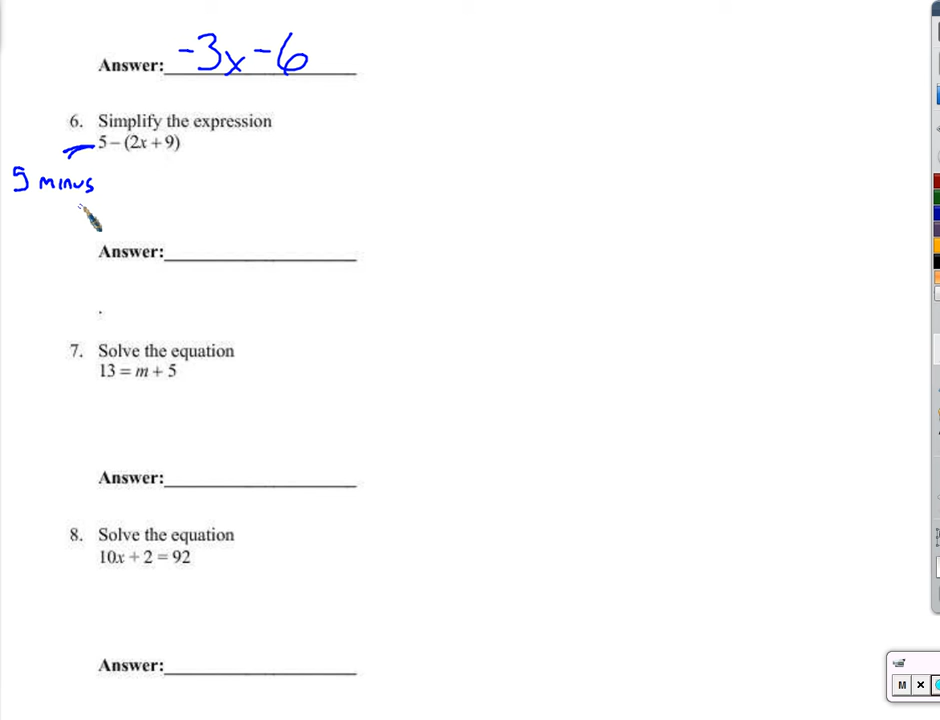 Answer: -3x-6
6. Simplify the expression
5 – (2x + 9)
5 minus
Answer:
7. Solve the equation
13 = m + 5
Answer:
8. Solve the equation
10x + 2 = 92
Answer:
M